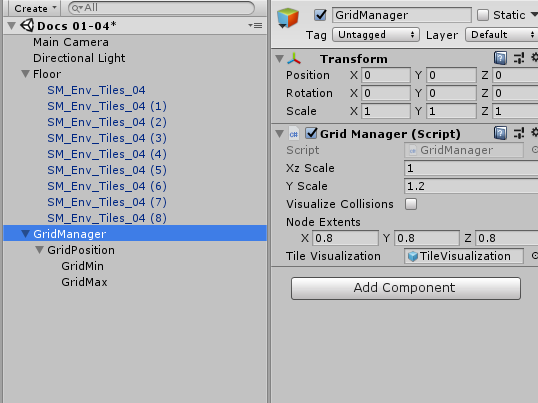 Create
All
Docs 01-04*
Main Camera
Directional Light
Floor
SM_Env_Tiles_04
SM_Env_Tiles_04 (1)
SM_Env_Tiles_04 (2)
SM_Env_Tiles_04 (3)
SM_Env_Tiles_04 (4)
SM_Env_Tiles_04 (5)
SM_Env_Tiles_04 (6)
SM_Env_Tiles_04 (7)
SM_Env_Tiles_04 (8)
GridManager
GridPosition
GridMin
GridMax
GridManager Static
Tag Untagged Layer Default
Transform
Position X 0 Y 0 Z 0
Rotation X 0 Y 0 Z 0
Scale X 1 Y 1 Z 1
C# Grid Manager (Script)
Script GridManager
Xz Scale 1
Y Scale 1.2
Visualize Collisions
Node Extents
X 0.8 Y 0.8 Z 0.8
Tile Visualization TileVisualization
Add Component